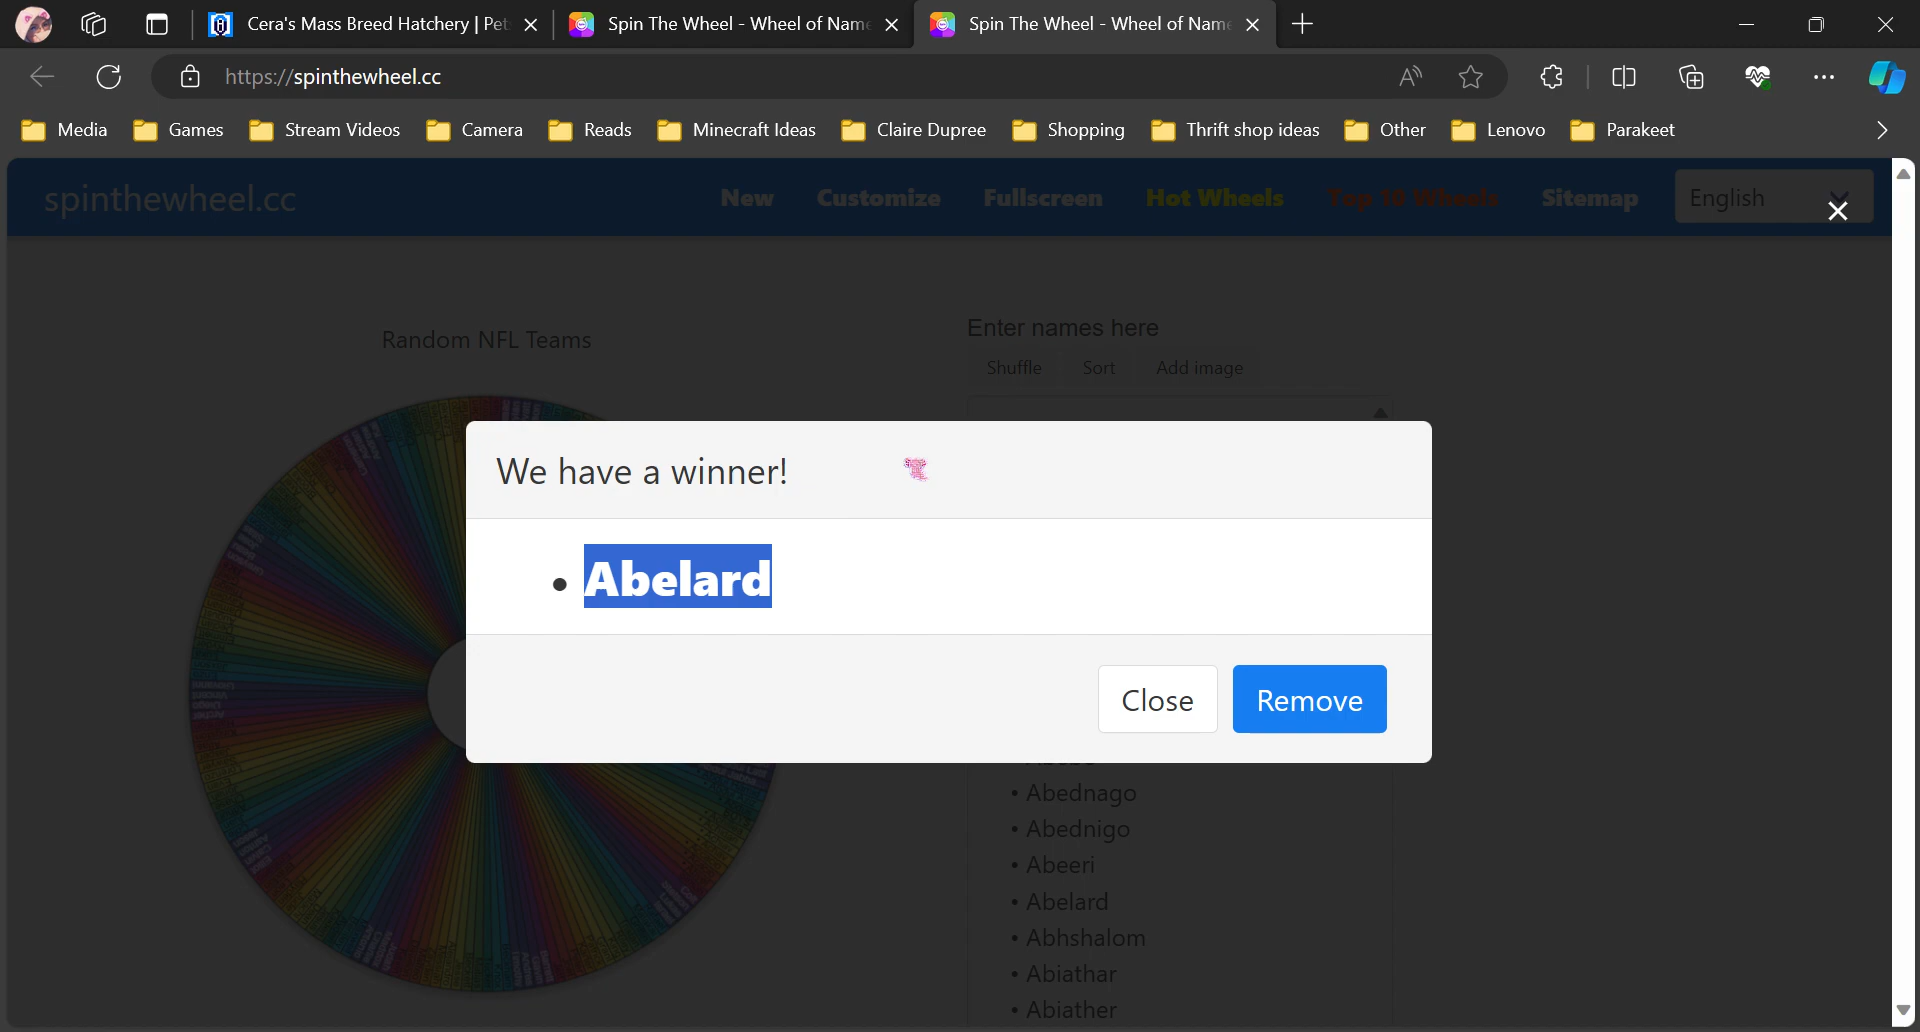 Cera's Mass Breed Hatchery | Pet
Spin The Wheel - Wheel of Name
Spin The Wheel - Wheel of Name
https://spinthewheel.cc
Media
Games
Stream Videos
Camera
Reads
Minecraft Ideas
Claire Dupree
Shopping
Thrift shop ideas
Other
Lenovo
Parakeet
spinthewheel.cc
New
Customize
Fullscreen
Hot Wheels
Top 10 Wheels
Sitemap
English
Random NFL Teams
Enter names here
Shuffle
Sort
Add image
We have a winner!
• Abelard
Close
Remove
• Abednago
• Abednigo
• Abeeri
• Abelard
• Abhshalom
• Abiathar
• Abiather